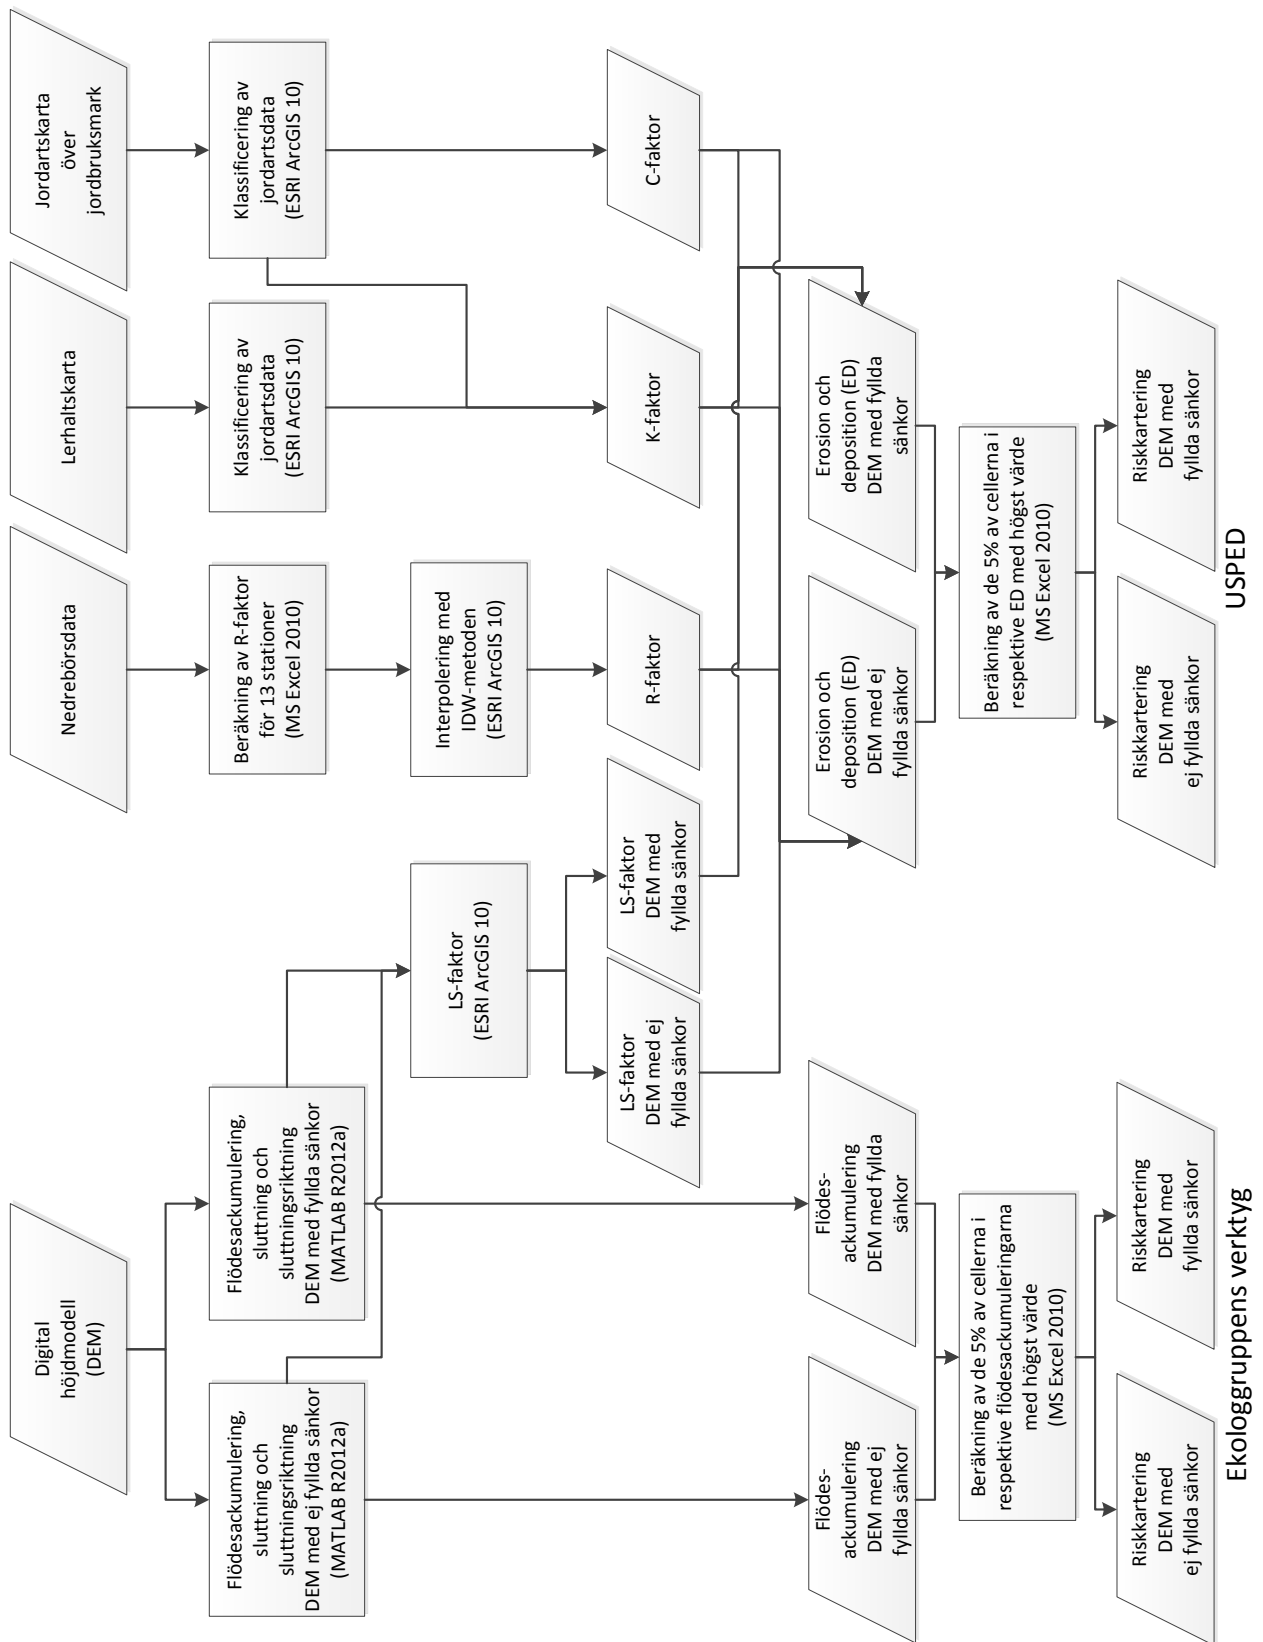 Digital
höjdmodell
(DEM)
Nedrebörsdata
Lerhaltskarta
Jordartskarta
över
jordbruksmark
Flödesackumulering,
sluttning och
sluttningsriktning
DEM med ej fyllda sänkor
(MATLAB R2012a)
Flödesackumulering,
sluttning och
sluttningsriktning
DEM med fyllda sänkor
(MATLAB R2012a)
Beräkning av R-faktor
för 13 stationer
(MS Excel 2010)
Klassificering av
jordartsdata
(ESRI ArcGIS 10)
Klassificering av
jordartsdata
(ESRI ArcGIS 10)
LS-faktor
(ESRI ArcGIS 10)
Interpolering med
IDW-metoden
(ESRI ArcGIS 10)
LS-faktor
DEM med ej
fyllda sänkor
LS-faktor
DEM med
fyllda sänkor
R-faktor
K-faktor
C-faktor
Flödes-
ackumulering
DEM med ej
fyllda sänkor
Flödes-
ackumulering
DEM med fyllda
sänkor
Erosion och
deposition (ED)
DEM med ej
fyllda sänkor
Erosion och
deposition (ED)
DEM med fyllda
sänkor
Beräkning av de 5% av cellerna i
respektive flödesackumuleringarna
med högst värde
(MS Excel 2010)
Beräkning av de 5% av cellerna i
respektive ED med högst värde
(MS Excel 2010)
Riskkartering
DEM med
ej fyllda sänkor
Riskkartering
DEM med
fyllda sänkor
Riskkartering
DEM med
ej fyllda sänkor
Riskkartering
DEM med
fyllda sänkor
Ekologgruppens verktyg
USPED